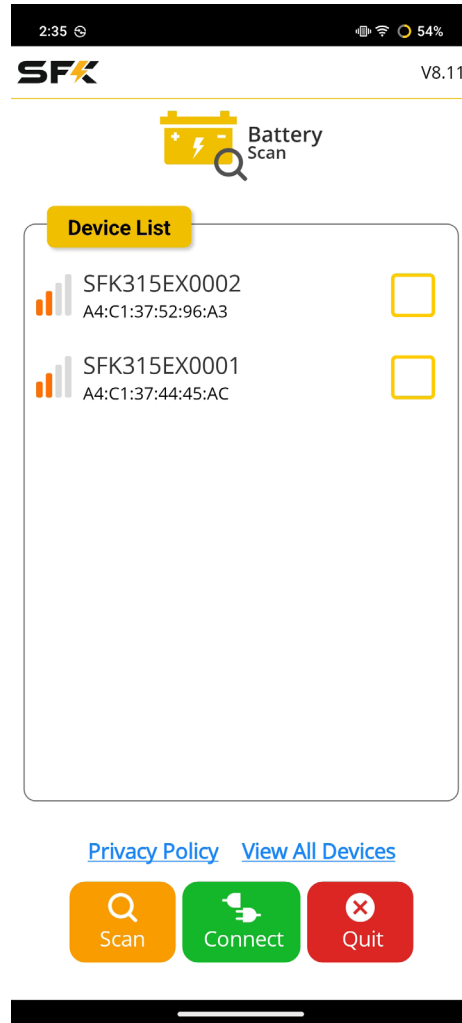 2:35 54%
SFK V8.11
Battery
Scan
Device List
SFK315EX0002
A4:C1:37:52:96:A3
SFK315EX0001
A4:C1:37:44:45:AC
Privacy Policy View All Devices
Scan Connect Quit